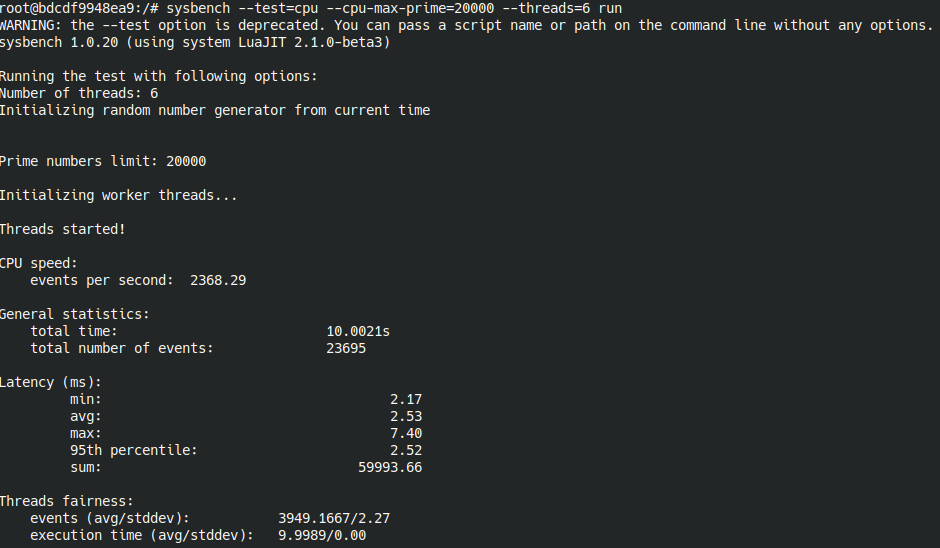 root@bdcdf9948ea9:/# sysbench --test=cpu --cpu-max-prime=20000 --threads=6 run
WARNING: the --test option is deprecated. You can pass a script name or path on the command line without any options.
sysbench 1.0.20 (using system LuaJIT 2.1.0-beta3)
Running the test with following options:
Number of threads: 6
Initializing random number generator from current time
Prime numbers limit: 20000
Initializing worker threads...
Threads started!
CPU speed:
events per second: 2368.29
General statistics:
total time: 10.0021s
total number of events: 23695
Latency (ms):
min: 2.17
avg: 2.53
max: 7.40
95th percentile: 2.52
sum: 59993.66
Threads fairness:
events (avg/stddev): 3949.1667/2.27
execution time (avg/stddev): 9.9989/0.00